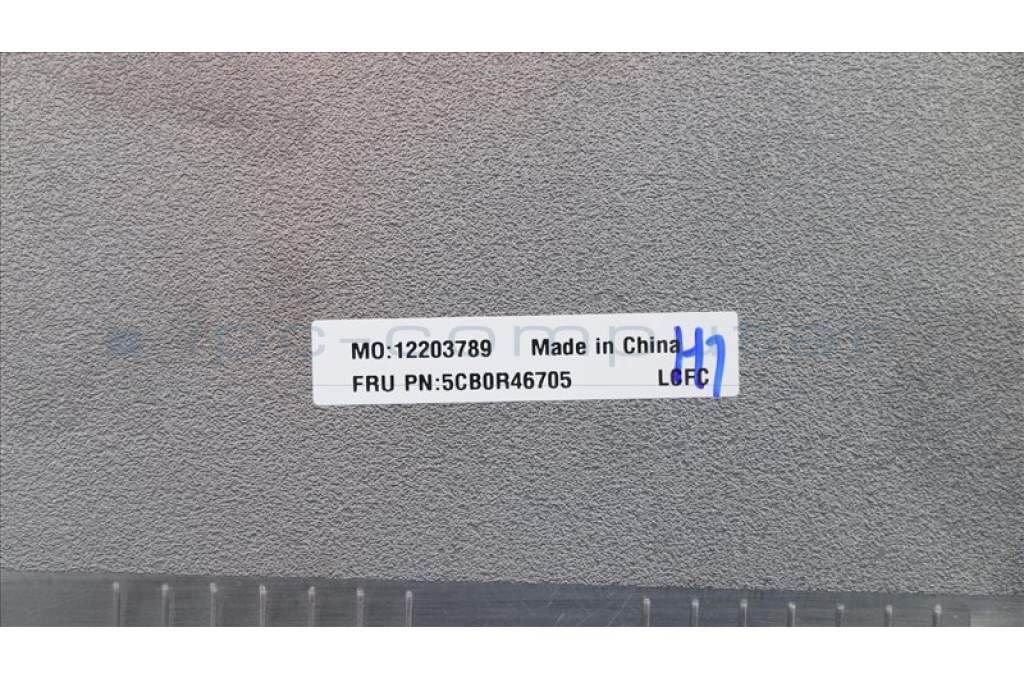 MO:12203789 Made in China
FRU PN:5CB0R46705 LCFC